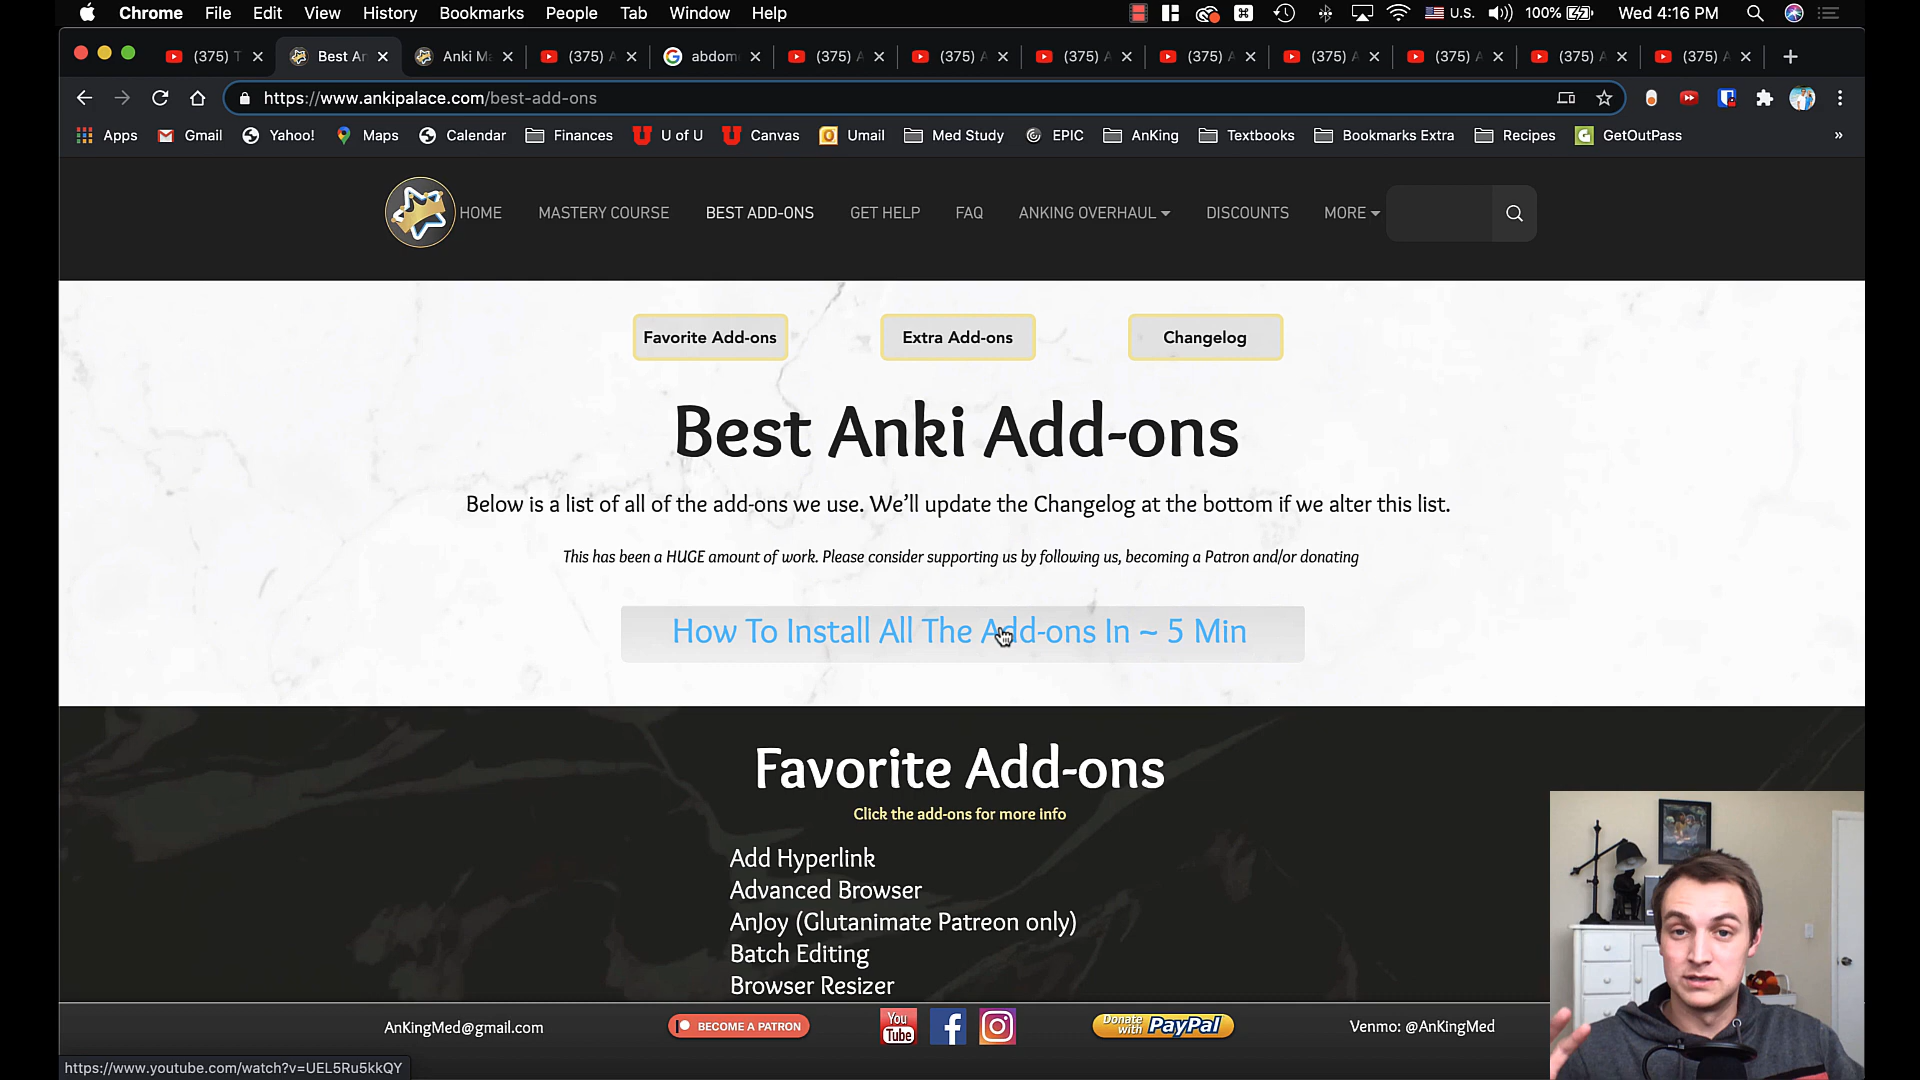 Chrome File Edit View History Bookmarks People Tab Window Help U.S. 100% Wed 4:16 PM
(375) T Best Ar Anki Ma (375) A abdom (375) A (375) A (375) A (375) A (375) A (375) A (375) A (375) A
https://www.ankipalace.com/best-add-ons
Apps Gmail Yahoo! Maps Calendar Finances U of U Canvas Umail Med Study EPIC AnKing Textbooks Bookmarks Extra Recipes GetOutPass »
HOME MASTERY COURSE BEST ADD-ONS GET HELP FAQ ANKING OVERHAUL DISCOUNTS MORE
Favorite Add-ons Extra Add-ons Changelog
Best Anki Add-ons
Below is a list of all of the add-ons we use. We’ll update the Changelog at the bottom if we alter this list.
This has been a HUGE amount of work. Please consider supporting us by following us, becoming a Patron and/or donating
How To Install All The Add-ons In ~ 5 Min
Favorite Add-ons
Click the add-ons for more info
Add Hyperlink
Advanced Browser
AnJoy (Glutanimate Patreon only)
Batch Editing
Browser Resizer
AnKingMed@gmail.com BECOME A PATRON You Tube Donate with PayPal Venmo: @AnKingMed
https://www.youtube.com/watch?v=UEL5Ru5kkQY